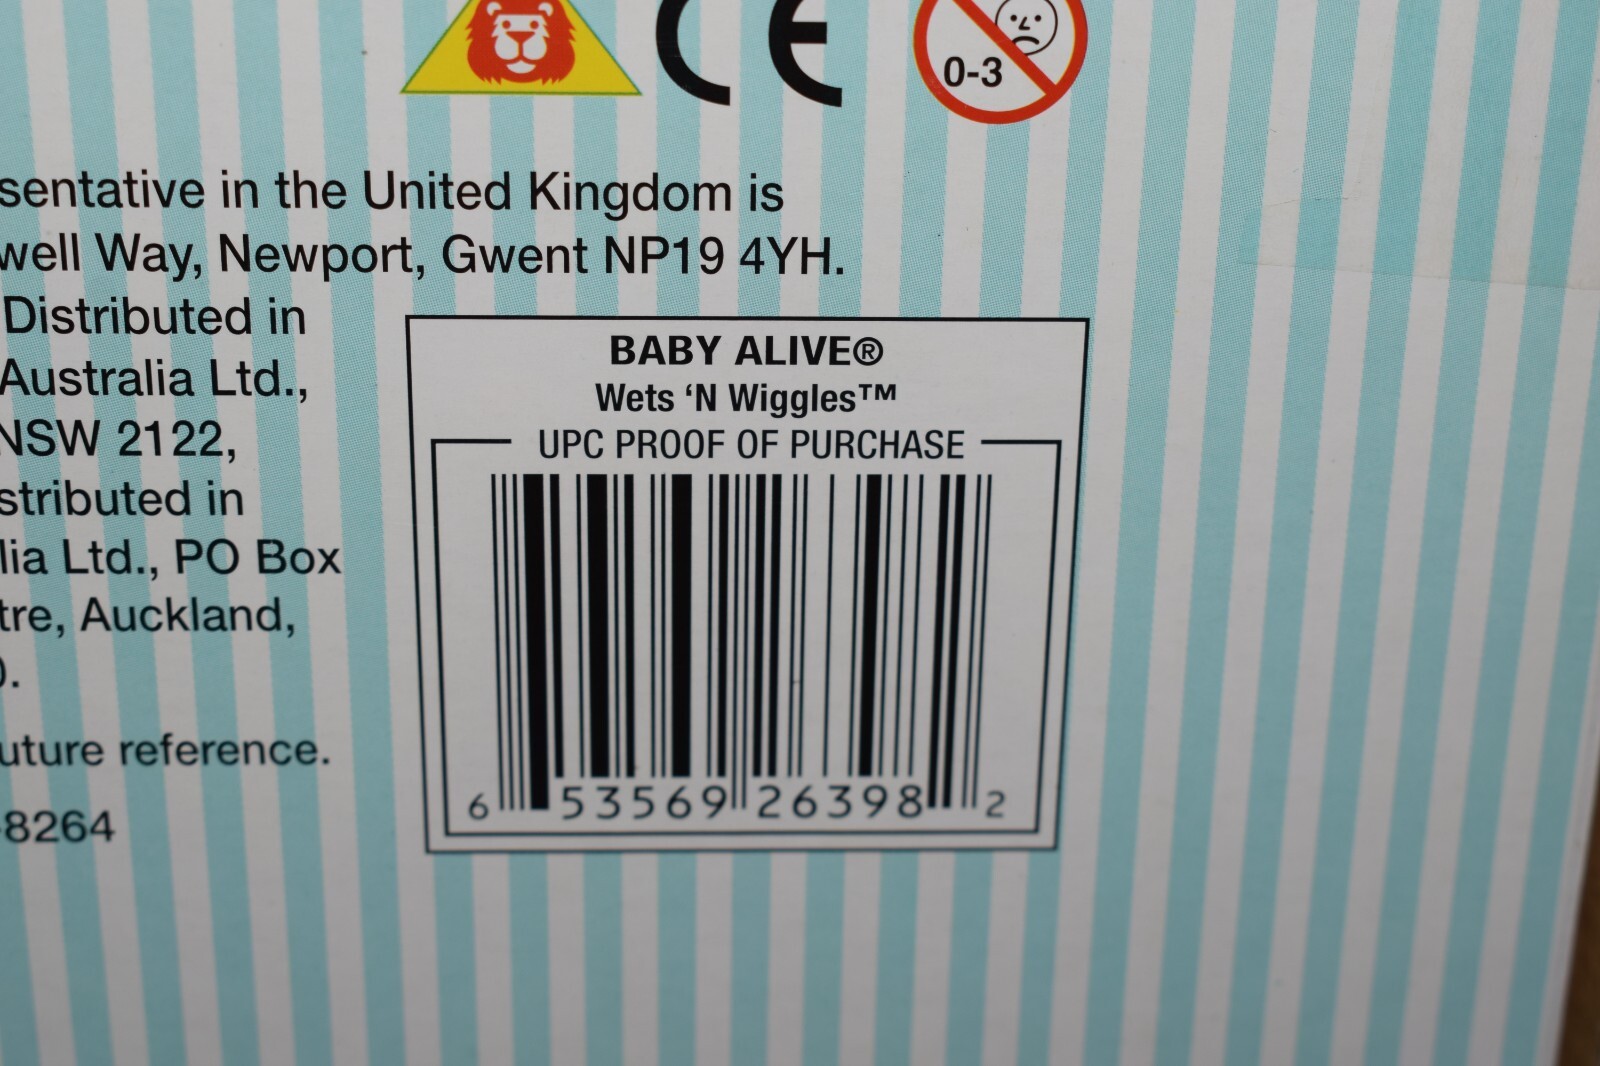 CE
0-3
sentative in the United Kingdom is
well Way, Newport, Gwent NP19 4YH.
Distributed in
Australia Ltd.,
NSW 2122,
stributed in
lia Ltd., PO Box
tre, Auckland,
.
uture reference.
-8264
BABY ALIVE®
Wets ‘N Wiggles™
UPC PROOF OF PURCHASE
6 53569 26398 2